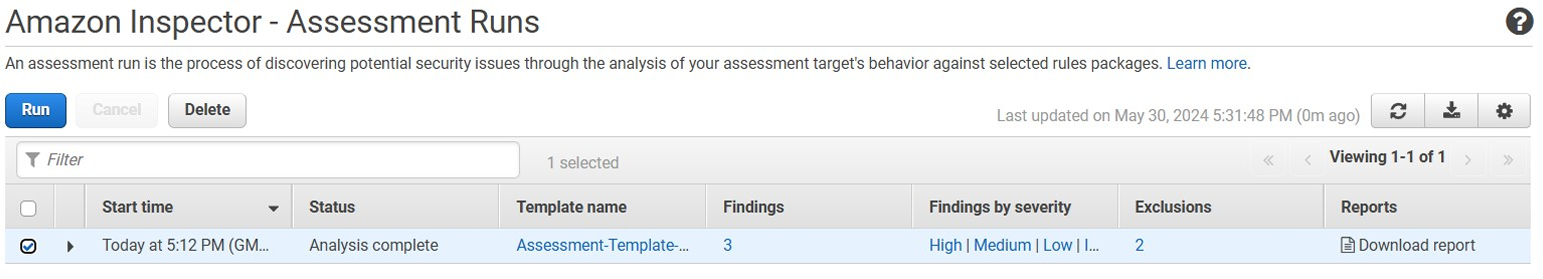 Amazon Inspector - Assessment Runs
An assessment run is the process of discovering potential security issues through the analysis of your assessment target's behavior against selected rules packages. Learn more.
Run Cancel Delete Last updated on May 30, 2024 5:31:48 PM (0m ago)
Filter 1 selected Viewing 1-1 of 1
Start time Status Template name Findings Findings by severity Exclusions Reports
Today at 5:12 PM (GM... Analysis complete Assessment-Template-... 3 High | Medium | Low | I... 2 Download report